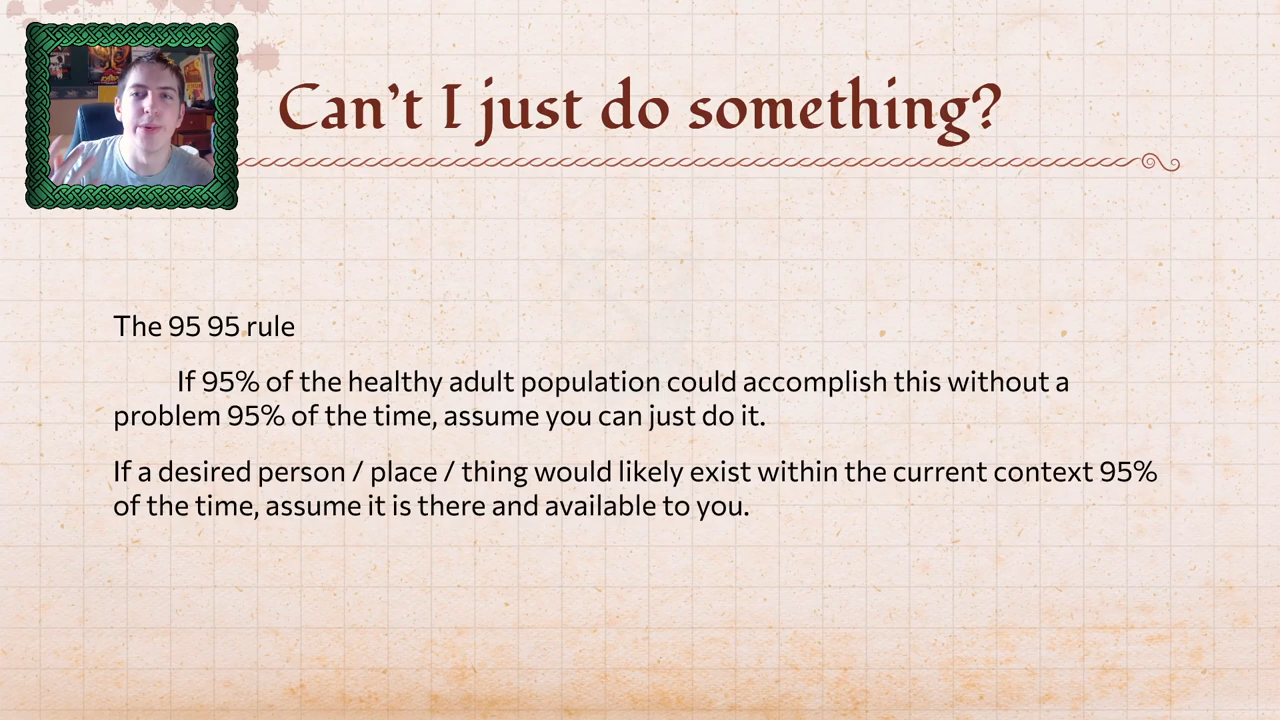 Can't I just do something?
The 95 95 rule
If 95% of the healthy adult population could accomplish this without a
problem 95% of the time, assume you can just do it.
If a desired person / place / thing would likely exist within the current context 95%
of the time, assume it is there and available to you.